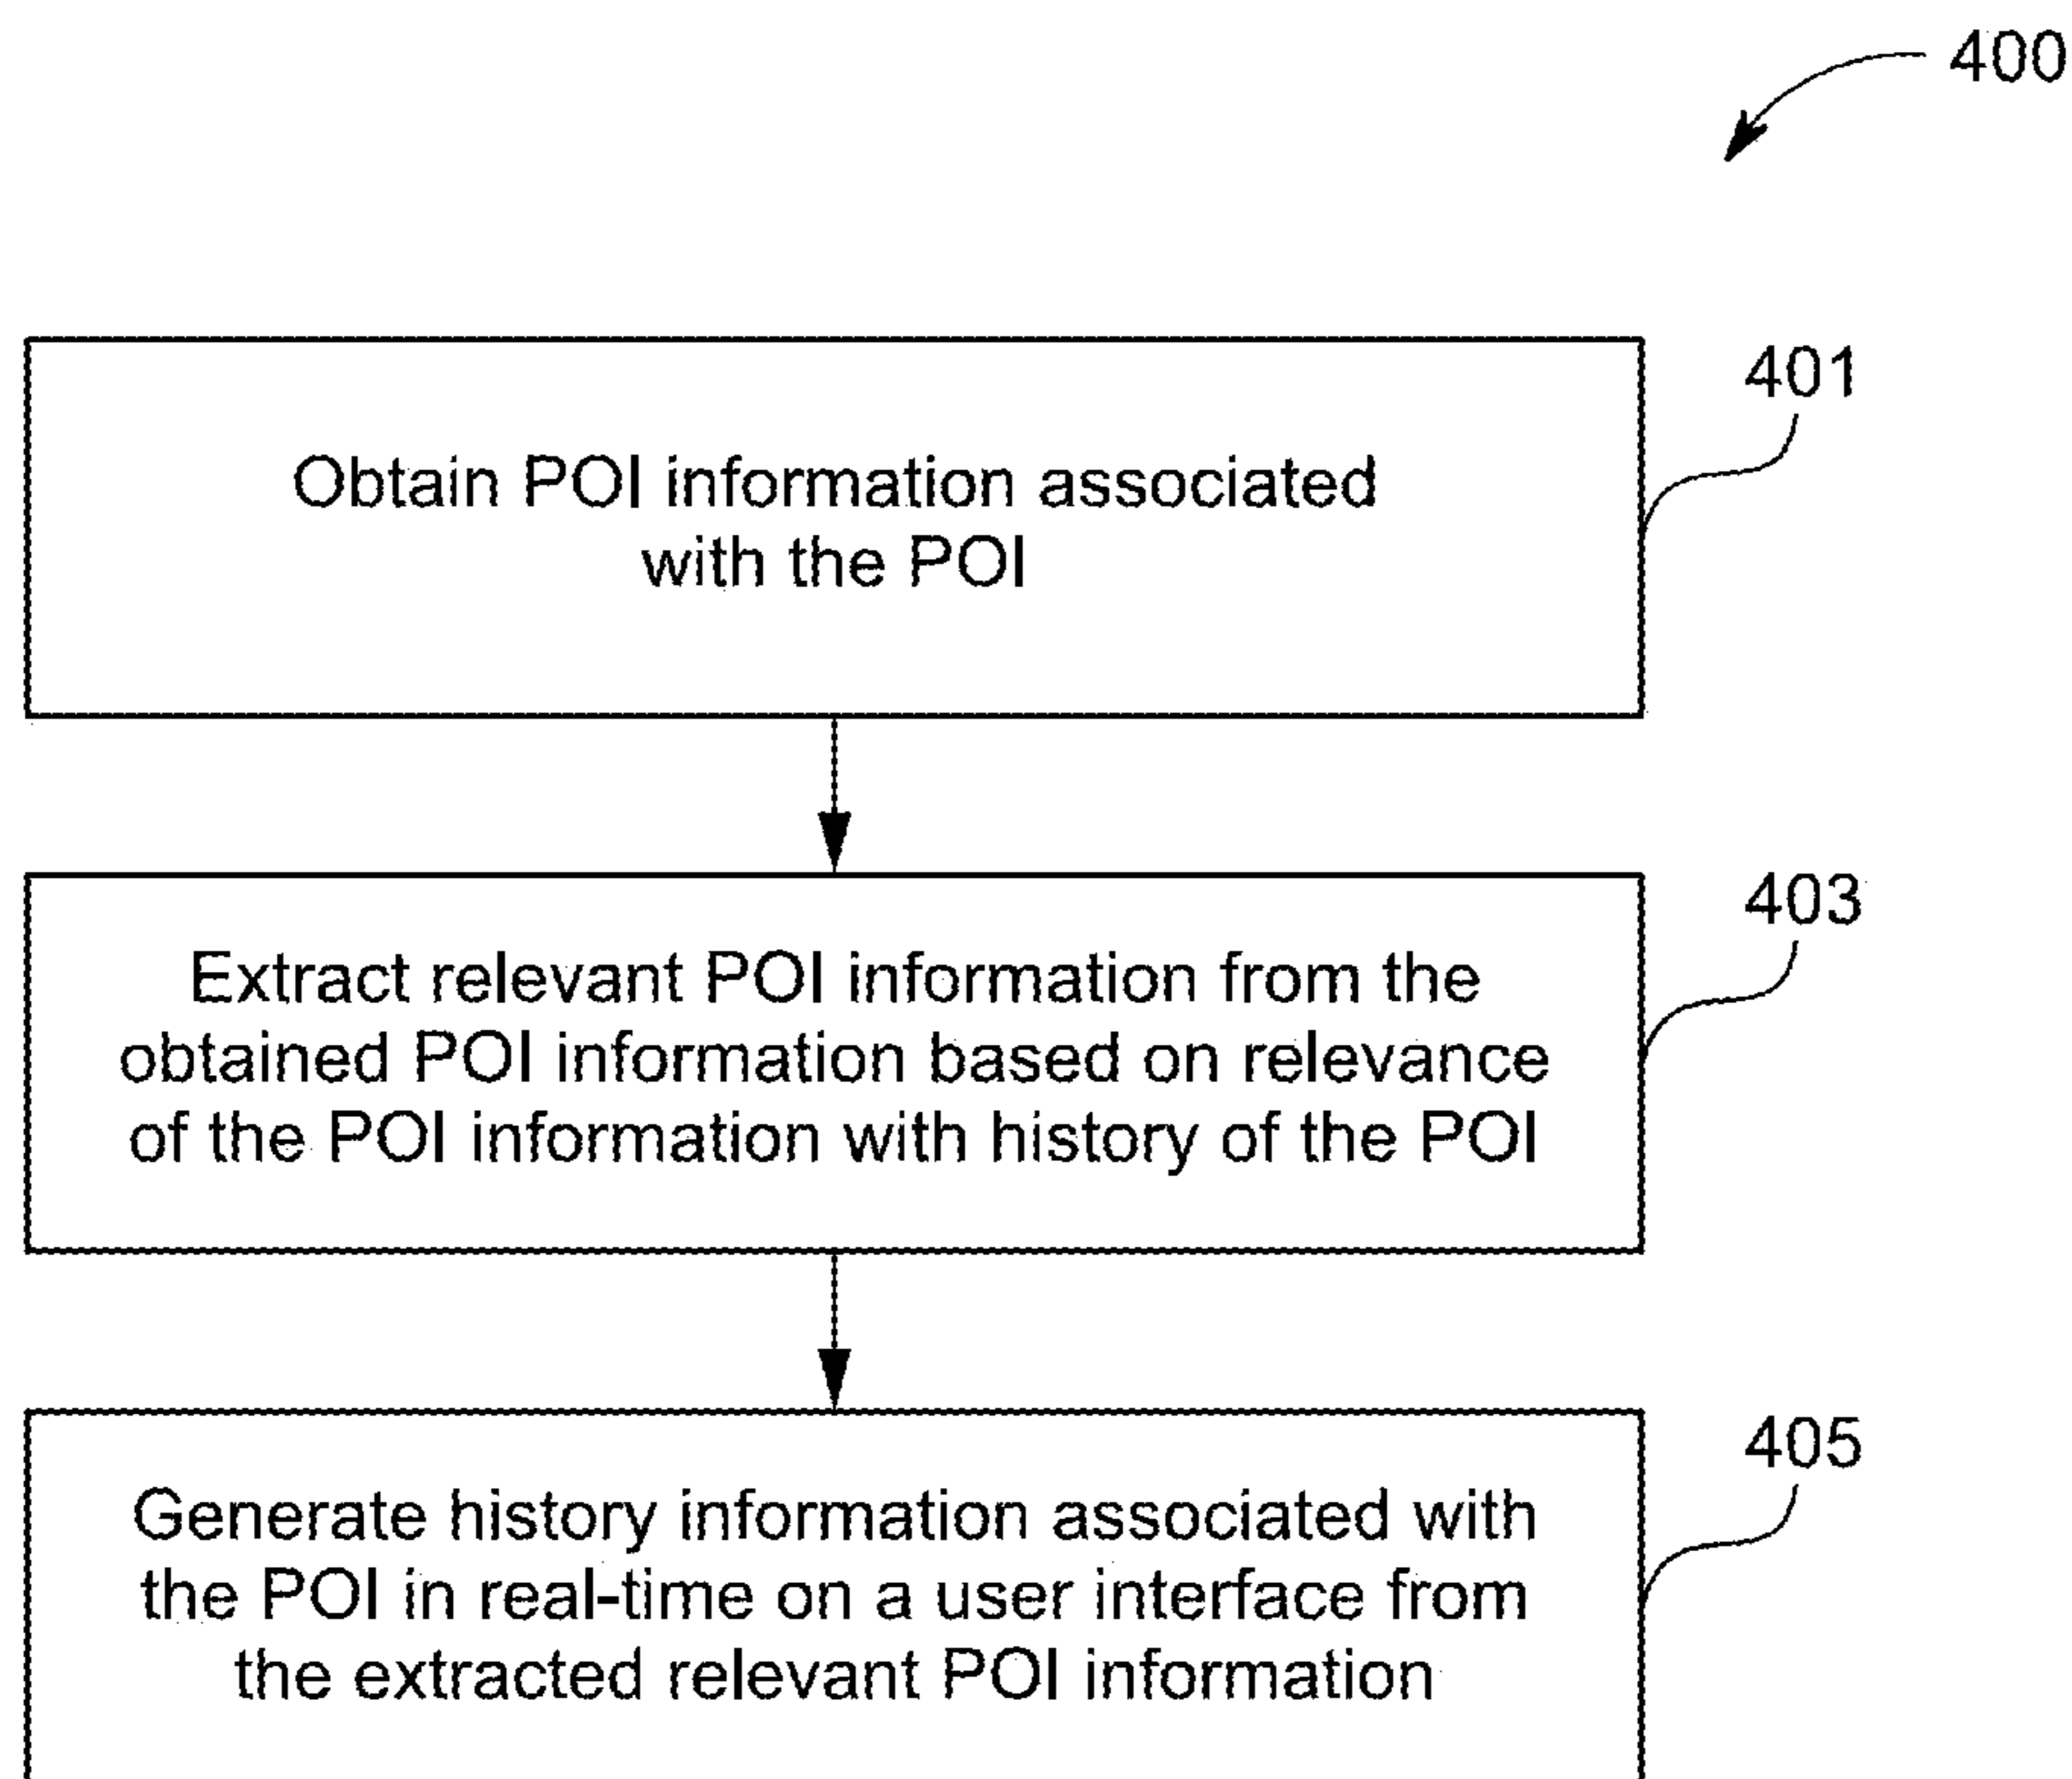 400
401
Obtain POI information associated
with the POI
403
Extract relevant POI information from the
obtained POI information based on relevance
of the POI information with history of the POI
405
Generate history information associated with
the POI in real-time on a user interface from
the extracted relevant POI information